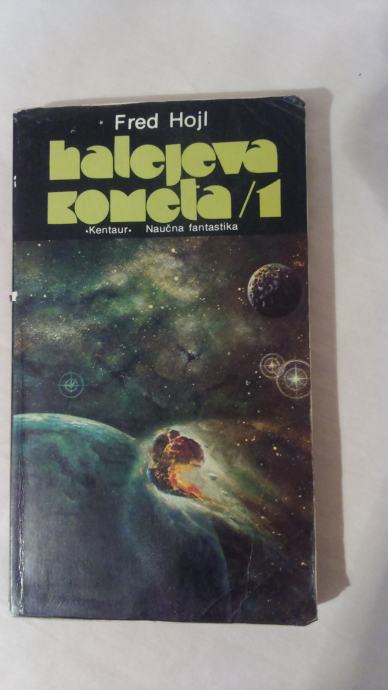 Fred Hojl
halejeva
kometa/1
•Kentaur• Naučna fantastika